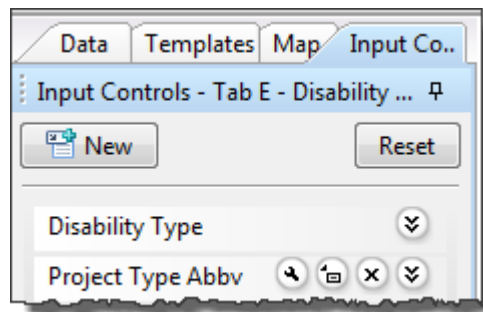 Data Templates Map Input Co..
Input Controls - Tab E - Disability ...
New Reset
Disability Type
Project Type Abbv